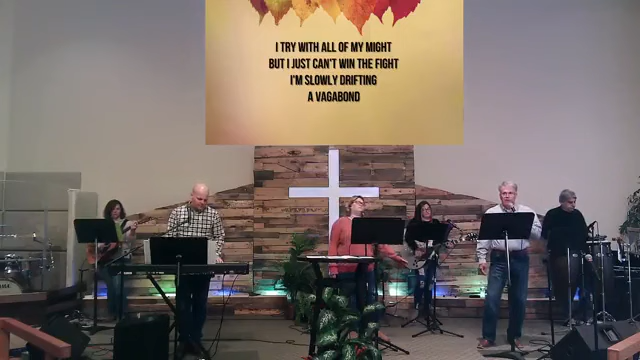 I TRY WITH ALL OF MY MIGHT
BUT I JUST CAN'T WIN THE FIGHT
I'M SLOWLY DRIFTING
A VAGABOND